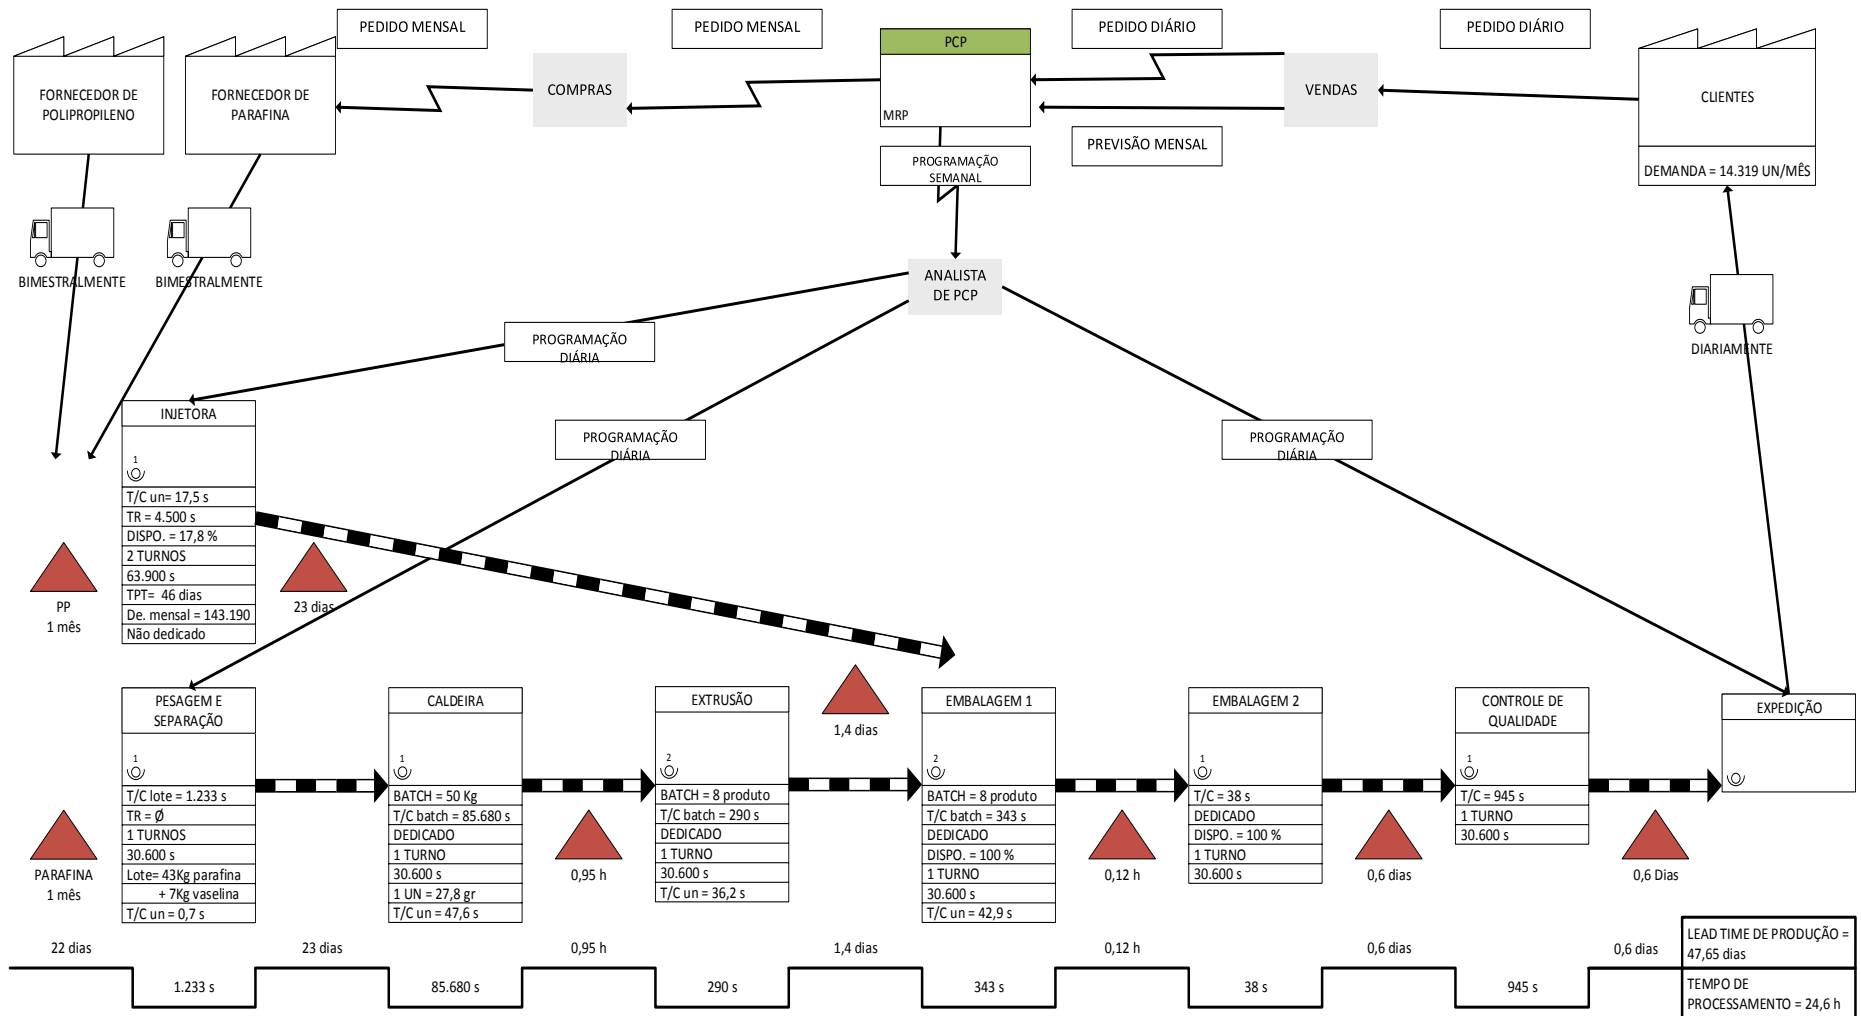 PEDIDO MENSAL
PEDIDO MENSAL
PEDIDO DIÁRIO
PEDIDO DIÁRIO
FORNECEDOR DE
POLIPROPILENO
FORNECEDOR DE
PARAFINA
COMPRAS
PCP
MRP
VENDAS
CLIENTES
DEMANDA = 14.319 UN/MÊS
PREVISÃO MENSAL
PROGRAMAÇÃO
SEMANAL
BIMESTRALMENTE
BIMESTRALMENTE
ANALISTA
DE PCP
DIARIAMENTE
PROGRAMAÇÃO
DIÁRIA
PROGRAMAÇÃO
DIÁRIA
PROGRAMAÇÃO
DIÁRIA
INJETORA
1
T/C un= 17,5 s
TR = 4.500 s
DISPO. = 17,8 %
2 TURNOS
63.900 s
TPT= 46 dias
De. mensal = 143.190
Não dedicado
PP
1 mês
23 dias
PESAGEM E
SEPARAÇÃO
1
T/C lote = 1.233 s
TR = Ø
1 TURNOS
30.600 s
Lote= 43Kg parafina
+ 7Kg vaselina
T/C un = 0,7 s
PARAFINA
1 mês
CALDEIRA
1
BATCH = 50 Kg
T/C batch = 85.680 s
DEDICADO
1 TURNO
30.600 s
1 UN = 27,8 gr
T/C un = 47,6 s
0,95 h
EXTRUSÃO
2
BATCH = 8 produto
T/C batch = 290 s
DEDICADO
1 TURNO
30.600 s
T/C un = 36,2 s
1,4 dias
EMBALAGEM 1
2
BATCH = 8 produto
T/C batch = 343 s
DEDICADO
DISPO. = 100 %
1 TURNO
30.600 s
T/C un = 42,9 s
0,12 h
EMBALAGEM 2
1
T/C = 38 s
DEDICADO
DISPO. = 100 %
1 TURNO
30.600 s
0,6 dias
CONTROLE DE
QUALIDADE
1
T/C = 945 s
1 TURNO
30.600 s
0,6 Dias
EXPEDIÇÃO
22 dias
23 dias
0,95 h
1,4 dias
0,12 h
0,6 dias
0,6 dias
1.233 s
85.680 s
290 s
343 s
38 s
945 s
LEAD TIME DE PRODUÇÃO =
47,65 dias
TEMPO DE
PROCESSAMENTO = 24,6 h